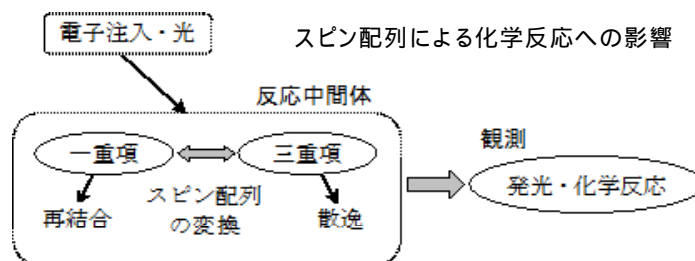 電子注入・光
スピン配列による化学反応への影響
反応中間体
一重項
三重項
再結合
スピン配列
の変換
散逸
観測
発光・化学反応